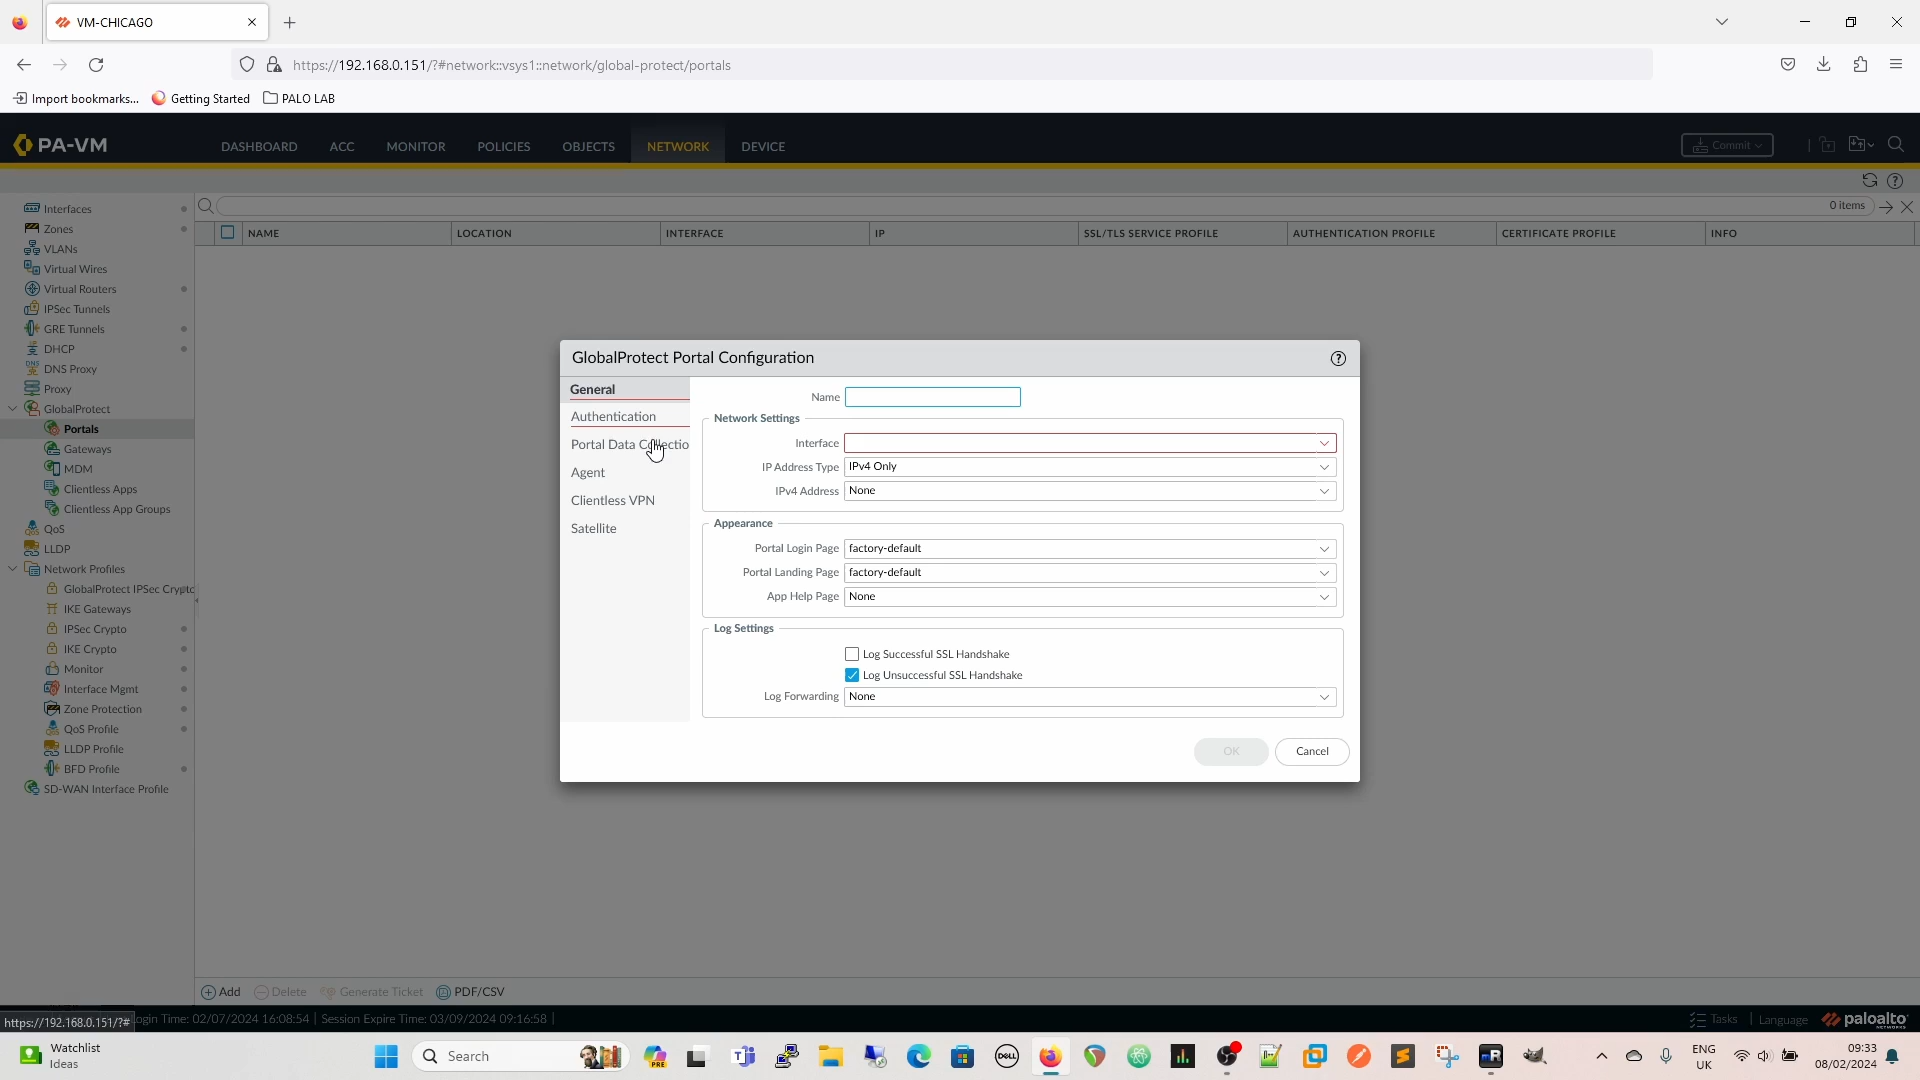 VM-CHICAGO
https://192.168.0.151/?#network::vsys1::network/global-protect/portals
Import bookmarks... Getting Started PALO LAB
PA-VM DASHBOARD ACC MONITOR POLICIES OBJECTS NETWORK DEVICE Commit
0 items
NAME LOCATION INTERFACE IP SSL/TLS SERVICE PROFILE AUTHENTICATION PROFILE CERTIFICATE PROFILE INFO
Interfaces
Zones
VLANs
Virtual Wires
Virtual Routers
IPSec Tunnels
GRE Tunnels
DHCP
DNS Proxy
Proxy
GlobalProtect
Portals
Gateways
MDM
Clientless Apps
Clientless App Groups
QoS
LLDP
Network Profiles
GlobalProtect IPSec Crypto
IKE Gateways
IPSec Crypto
IKE Crypto
Monitor
Interface Mgmt
Zone Protection
QoS Profile
LLDP Profile
BFD Profile
SD-WAN Interface Profile
GlobalProtect Portal Configuration
General
Authentication
Portal Data Collectio
Agent
Clientless VPN
Satellite
Name
Network Settings
Interface
IP Address Type IPv4 Only
IPv4 Address None
Appearance
Portal Login Page factory-default
Portal Landing Page factory-default
App Help Page None
Log Settings
Log Successful SSL Handshake
Log Unsuccessful SSL Handshake
Log Forwarding None
OK Cancel
Add Delete Generate Ticket PDF/CSV
https://192.168.0.151/?# ogin Time: 02/07/2024 16:08:54 | Session Expire Time: 03/09/2024 09:16:58 | Tasks | Language paloalto
NETWORKS
Watchlist
Ideas
Search
PRE
DELL
ENG
UK
09:33
08/02/2024